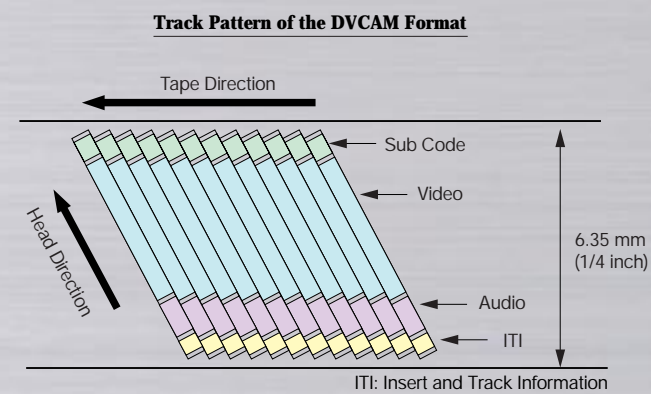 Track Pattern of the DVCAM Format
Tape Direction
Sub Code
Video
Head Direction
6.35 mm
(1/4 inch)
Audio
ITI
ITI: Insert and Track Information